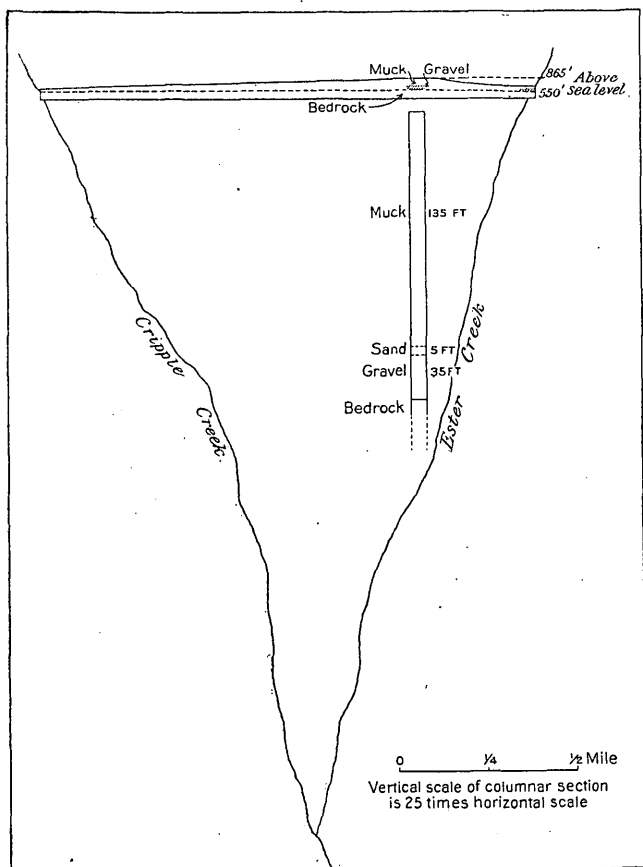 Muck Gravel
865' Above
550' sea level
Bedrock
Muck 135 FT
Sand 5 FT
Gravel 35 FT
Bedrock
Cripple
Creek
Ester Creek
0 1/4 1/2 Mile
Vertical scale of columnar section
is 25 times horizontal scale